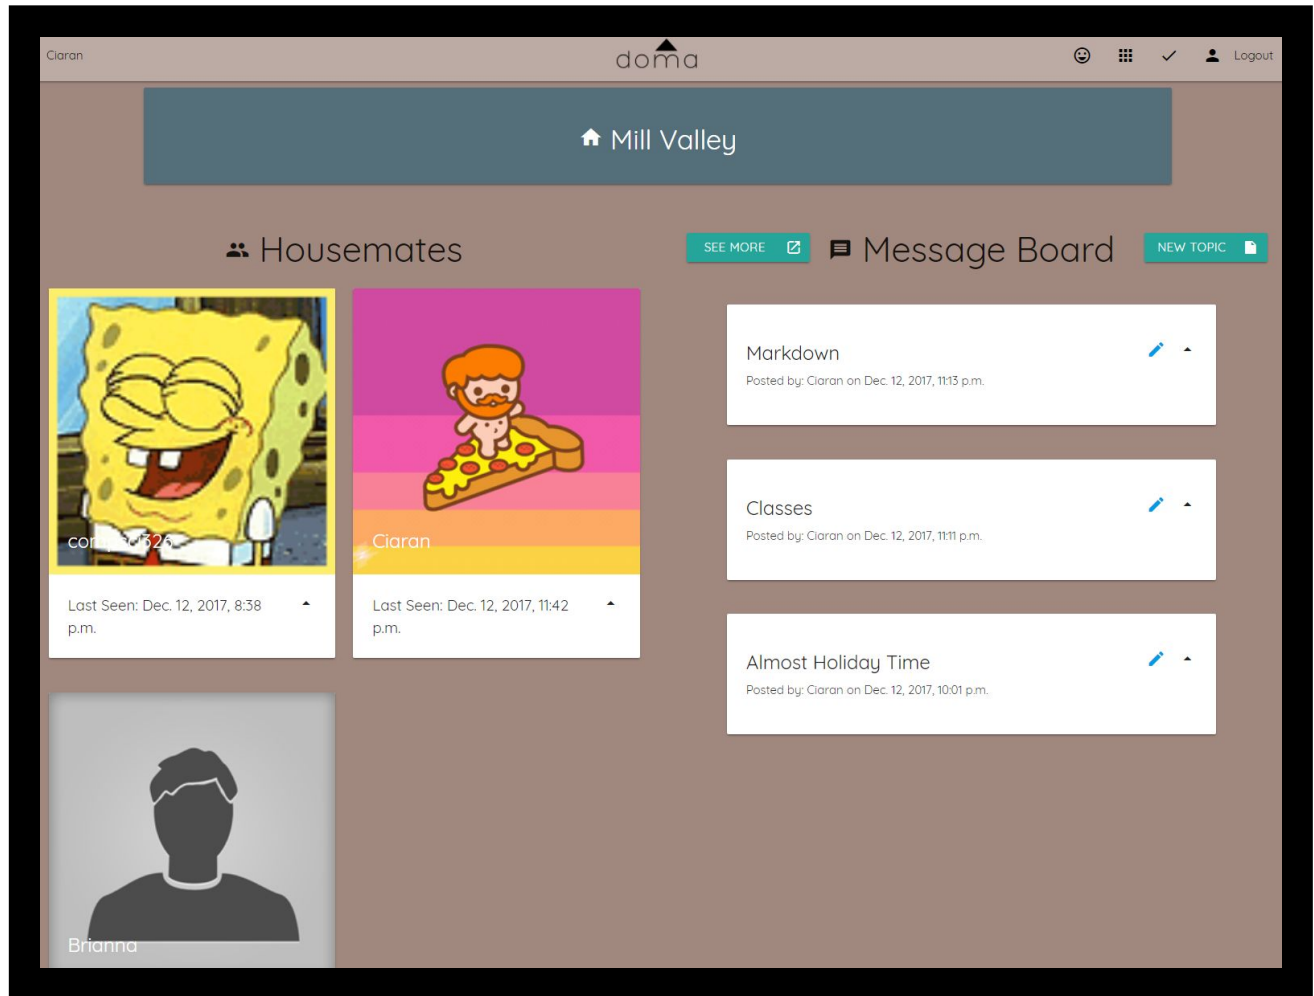 Ciaran
doma
Logout
Mill Valley
Housemates
SEE MORE
Message Board
NEW TOPIC
Ciaran
Last Seen: Dec. 12, 2017, 8:38
p.m.
Last Seen: Dec. 12, 2017, 11:42
p.m.
Brianna
Markdown
Posted by: Ciaran on Dec. 12, 2017, 11:13 p.m.
Classes
Posted by: Ciaran on Dec. 12, 2017, 11:11 p.m.
Almost Holiday Time
Posted by: Ciaran on Dec. 12, 2017, 10:01 p.m.